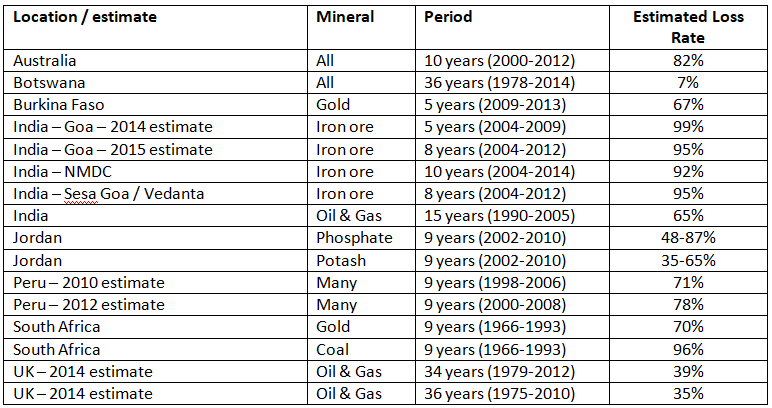 Location / estimate Mineral Period Estimated Loss
Rate
Australia All 10 years (2000-2012) 82%
Botswana All 36 years (1978-2014) 7%
Burkina Faso Gold 5 years (2009-2013) 67%
India – Goa – 2014 estimate Iron ore 5 years (2004-2009) 99%
India – Goa – 2015 estimate Iron ore 8 years (2004-2012) 95%
India – NMDC Iron ore 10 years (2004-2014) 92%
India – Sesa Goa / Vedanta Iron ore 8 years (2004-2012) 95%
India Oil & Gas 15 years (1990-2005) 65%
Jordan Phosphate 9 years (2002-2010) 48-87%
Jordan Potash 9 years (2002-2010) 35-65%
Peru – 2010 estimate Many 9 years (1998-2006) 71%
Peru – 2012 estimate Many 9 years (2000-2008) 78%
South Africa Gold 9 years (1966-1993) 70%
South Africa Coal 9 years (1966-1993) 96%
UK – 2014 estimate Oil & Gas 34 years (1979-2012) 39%
UK – 2014 estimate Oil & Gas 36 years (1975-2010) 35%